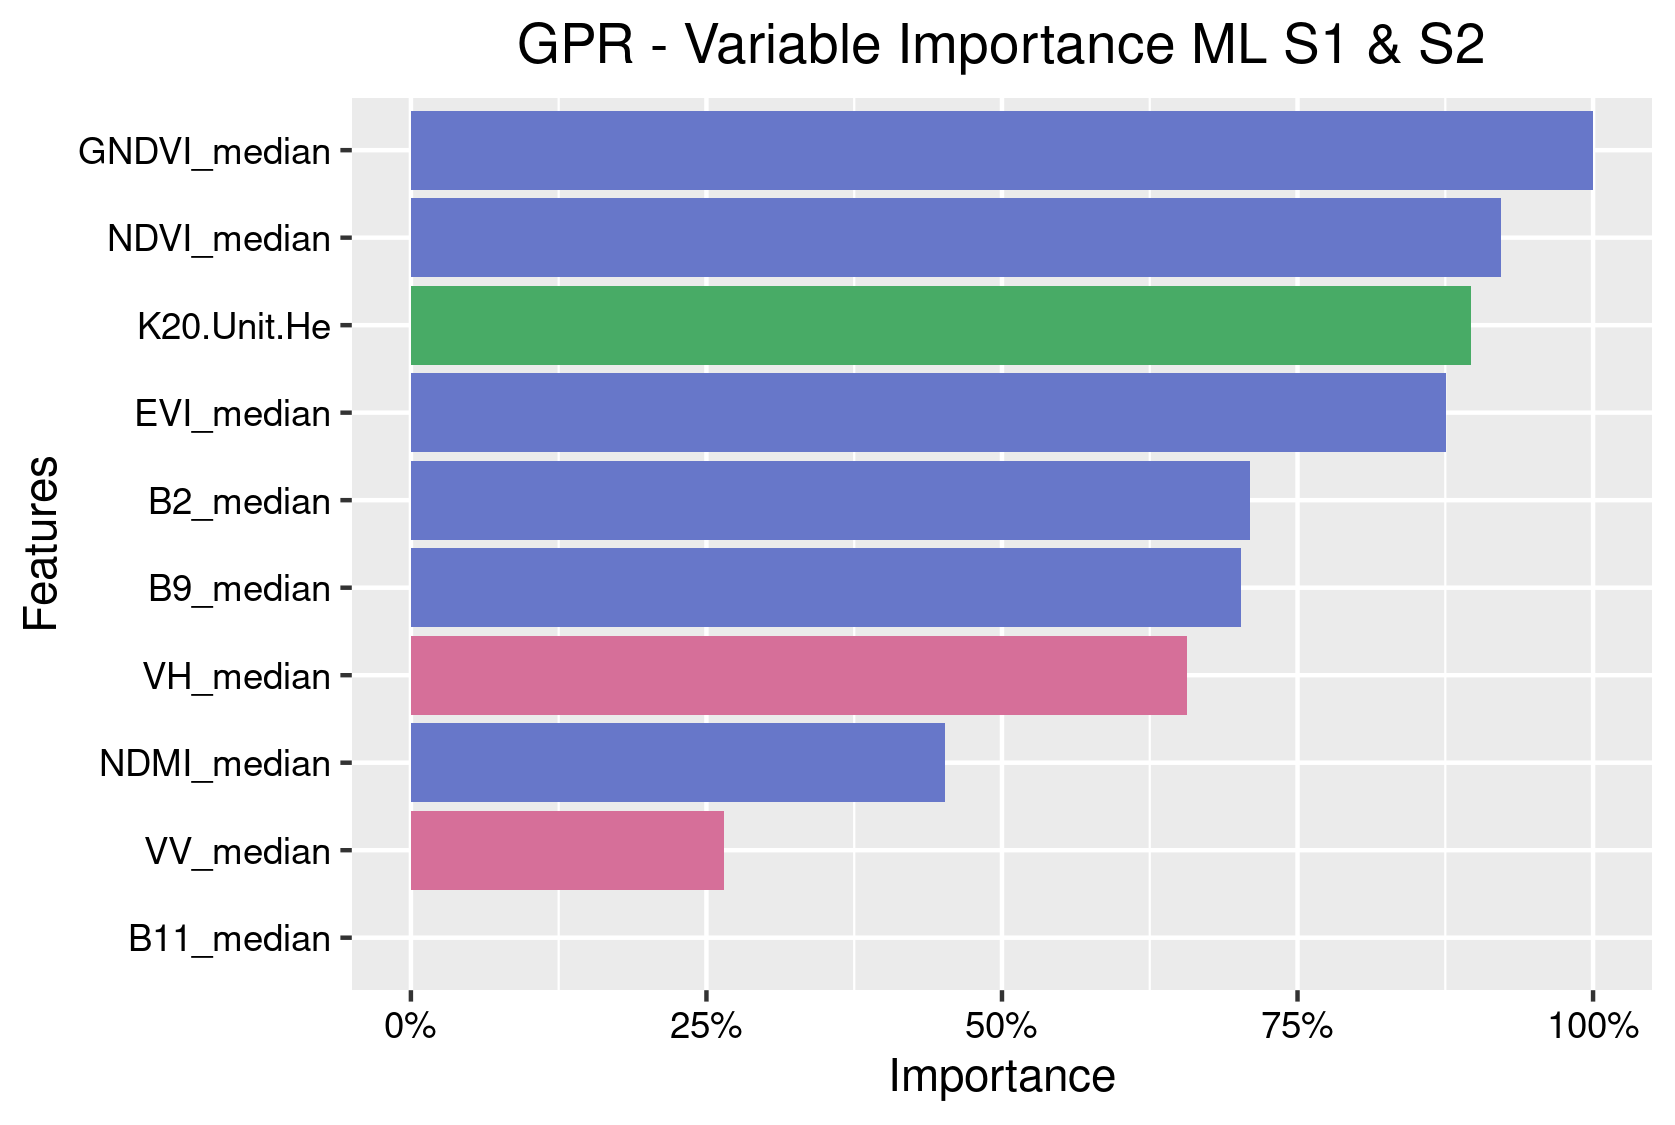 GPR - Variable Importance ML S1 & S2
GNDVI_median
NDVI_median
K20.Unit.He
EVI_median
B2_median
B9_median
VH_median
NDMI_median
VV_median
B11_median
Features
0% 25% 50% 75% 100%
Importance